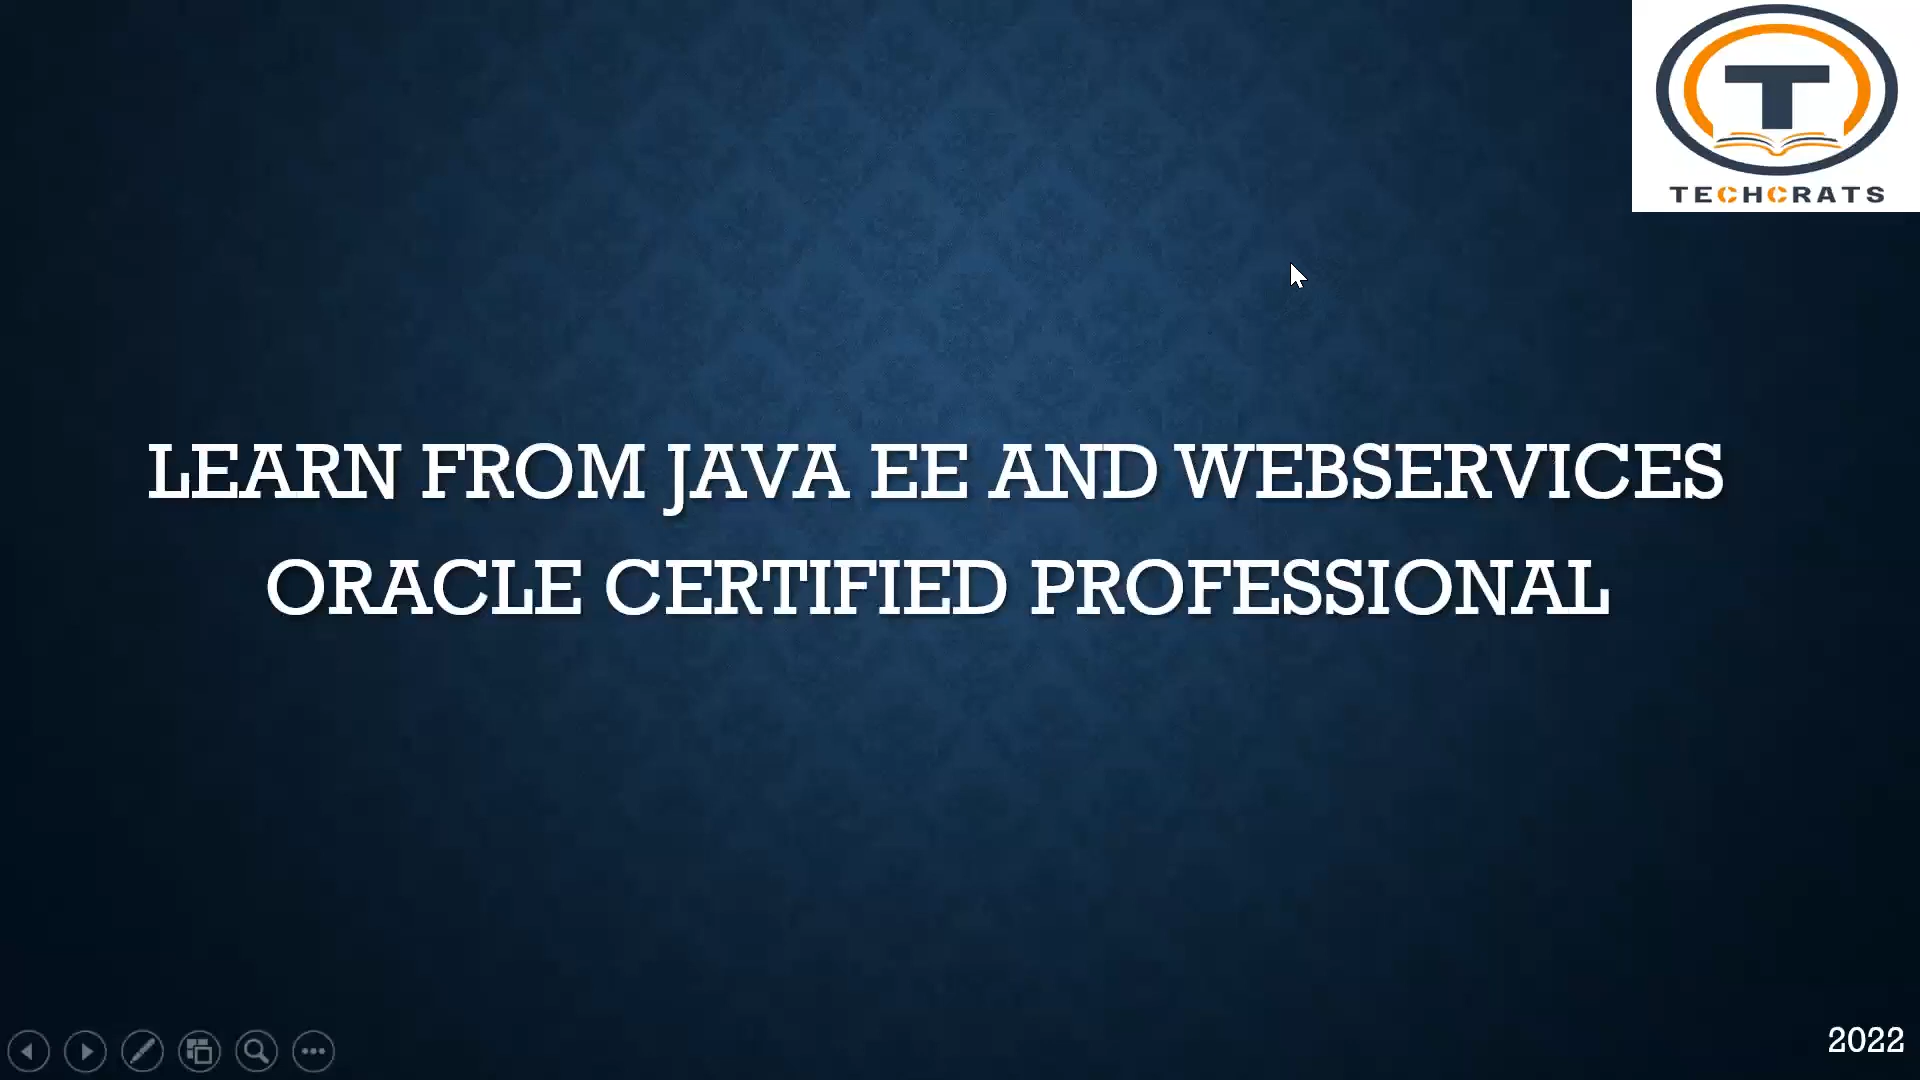 T
TECHCRATS
LEARN FROM JAVA EE AND WEBSERVICES
ORACLE CERTIFIED PROFESSIONAL
2022